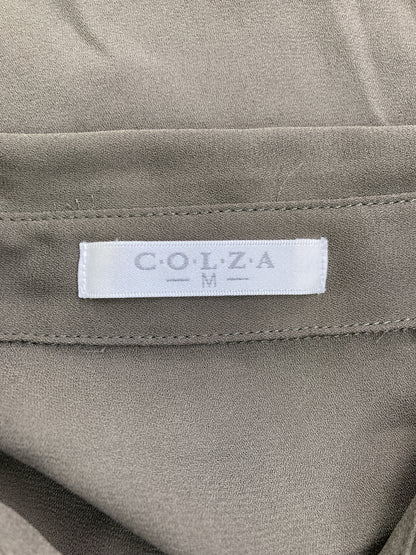 C·O·L·Z·A
— M —